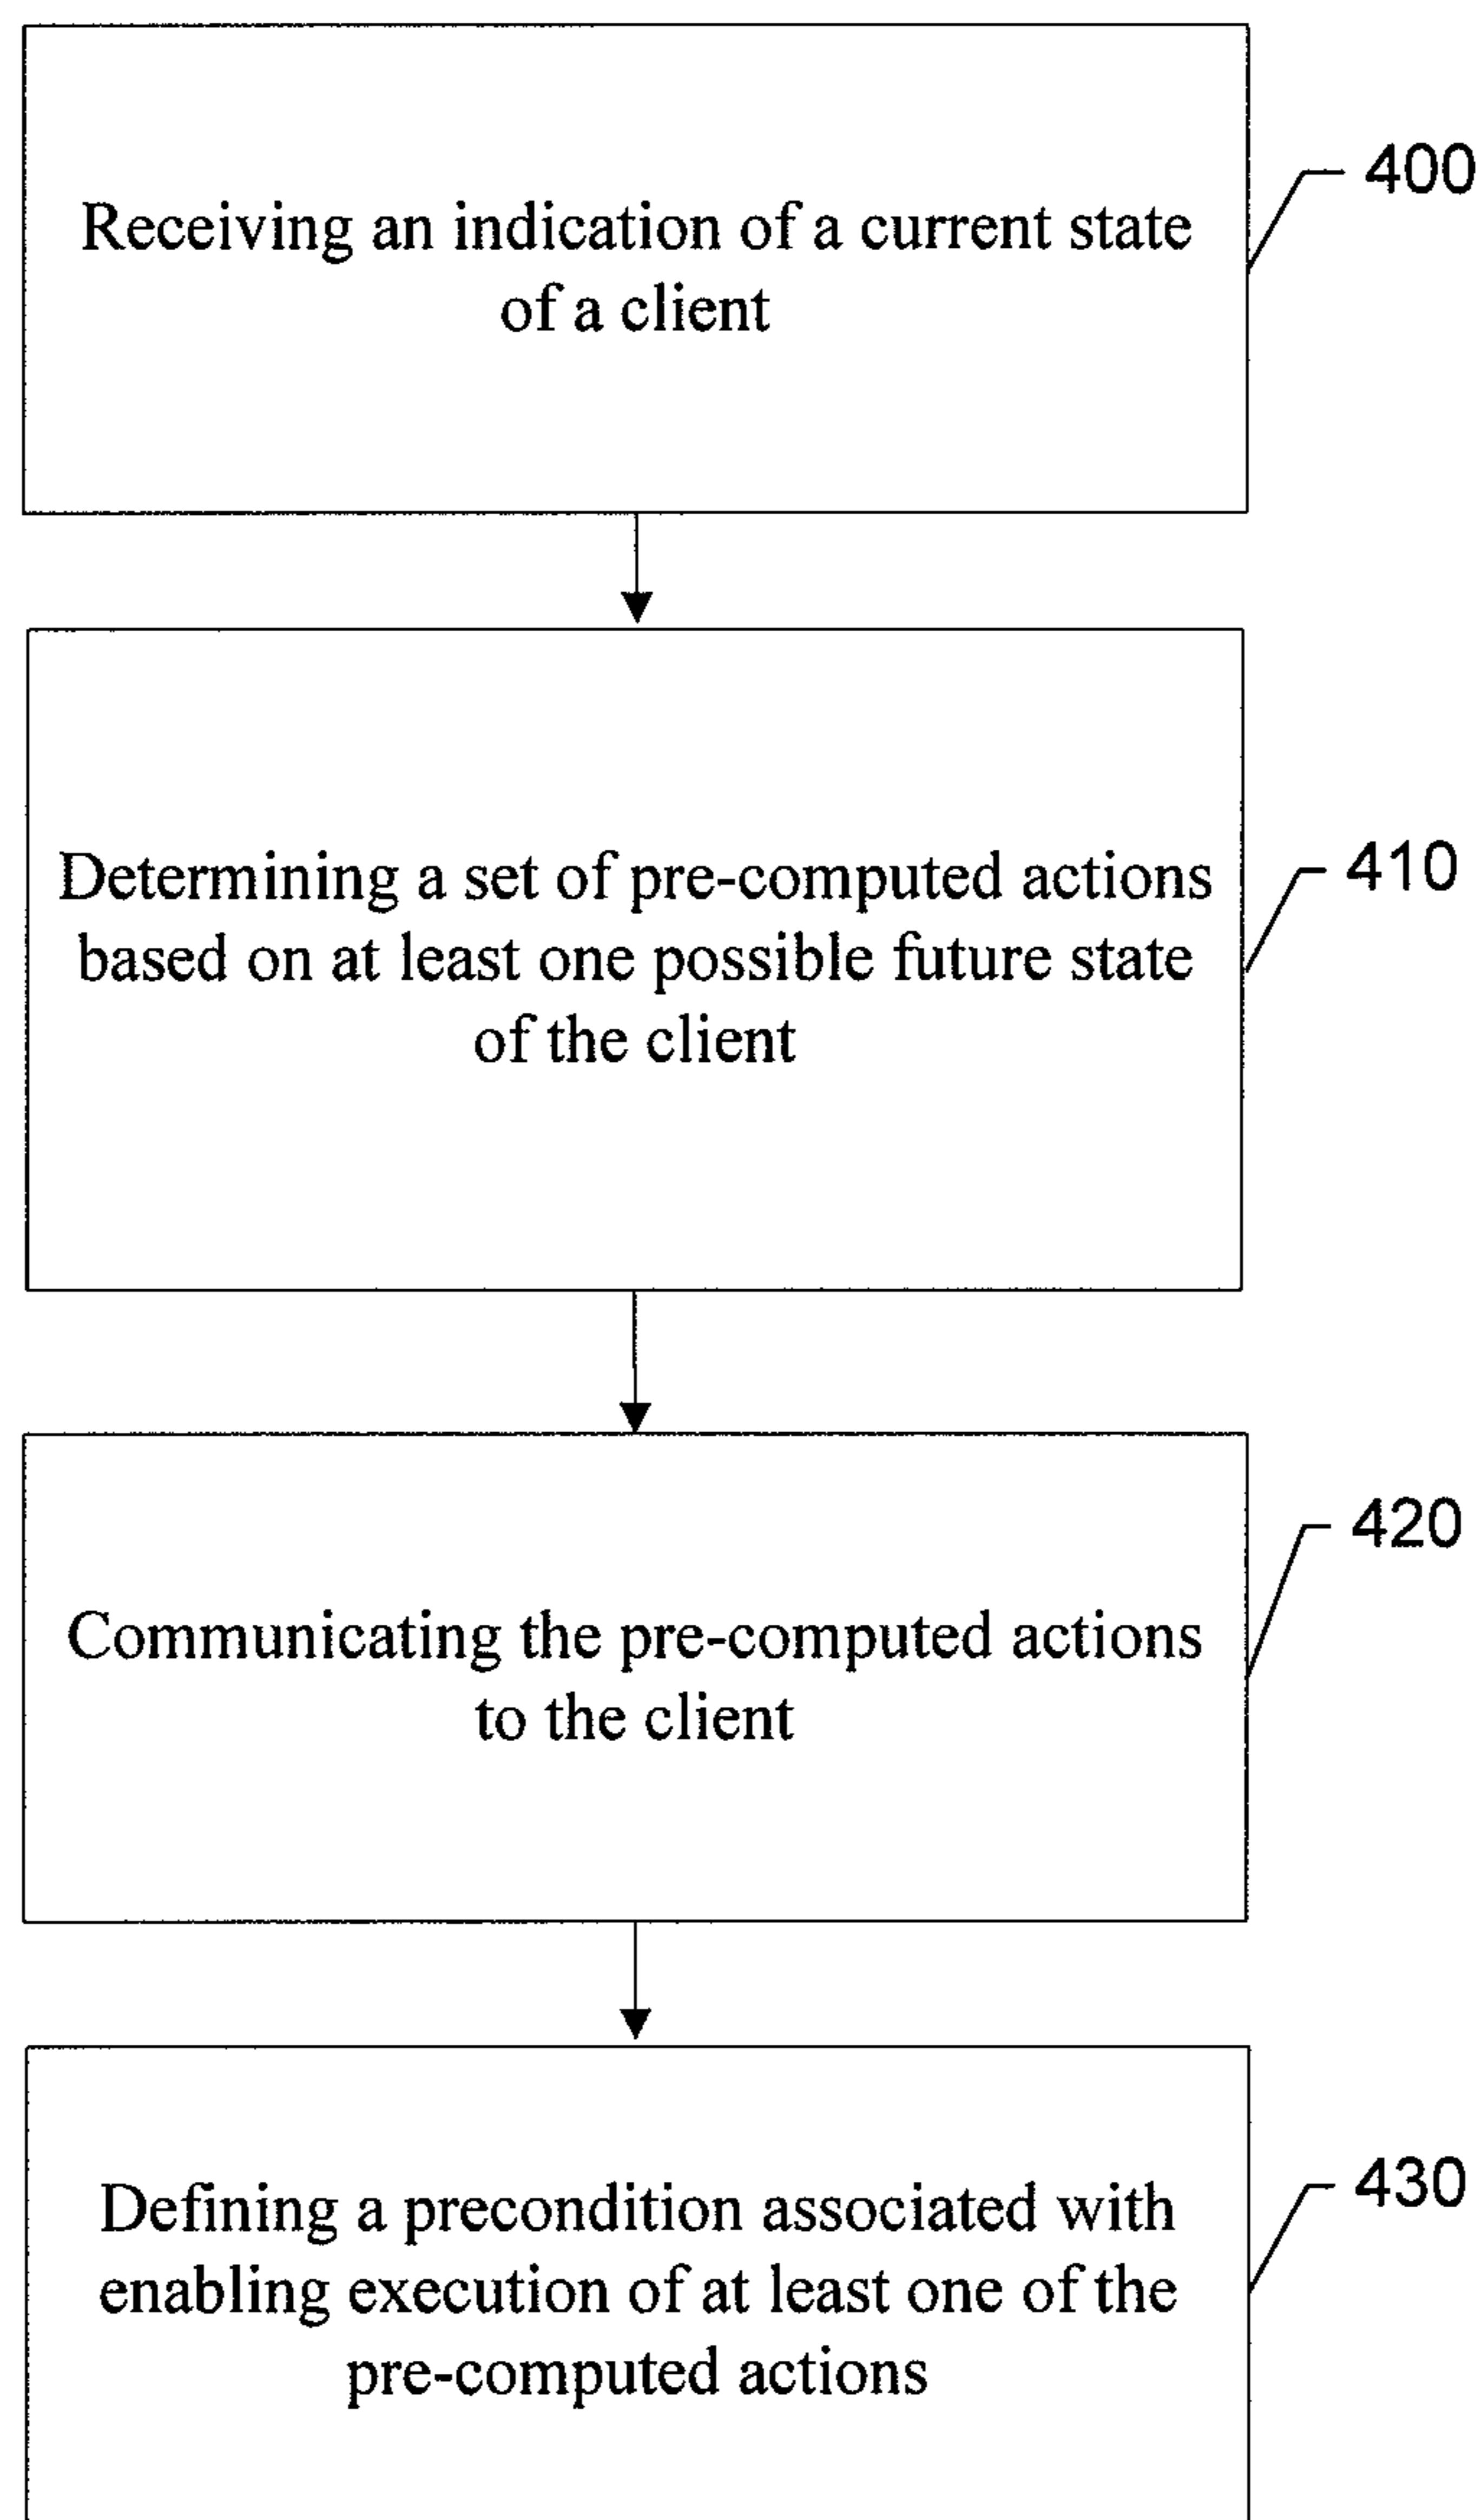 Receiving an indication of a current state
of a client
400
Determining a set of pre-computed actions
based on at least one possible future state
of the client
410
Communicating the pre-computed actions
to the client
420
Defining a precondition associated with
enabling execution of at least one of the
pre-computed actions
430